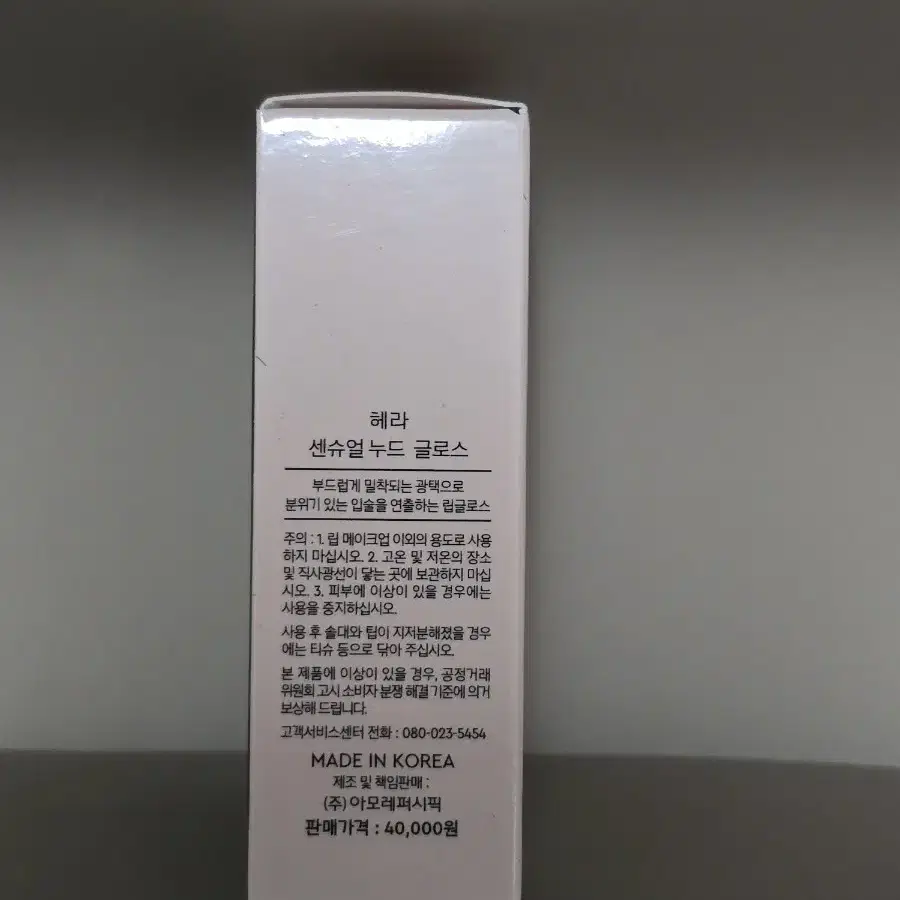 헤라
센슈얼 누드 글로스
부드럽게 밀착되는 광택으로
분위기 있는 입술을 연출하는 립글로스
주의 : 1. 립 메이크업 이외의 용도로 사용
하지 마십시오. 2. 고온 및 저온의 장소
및 직사광선이 닿는 곳에 보관하지 마십
시오. 3. 피부에 이상이 있을 경우에는
사용을 중지하십시오.
사용 후 솔대와 팁이 지저분해졌을 경우
에는 티슈 등으로 닦아 주십시오.
본 제품에 이상이 있을 경우, 공정거래
위원회 고시 소비자 분쟁 해결 기준에 의거
보상해 드립니다.
고객서비스센터 전화 : 080-023-5454
MADE IN KOREA
제조 및 책임판매 :
(주)아모레퍼시픽
판매가격 : 40,000원